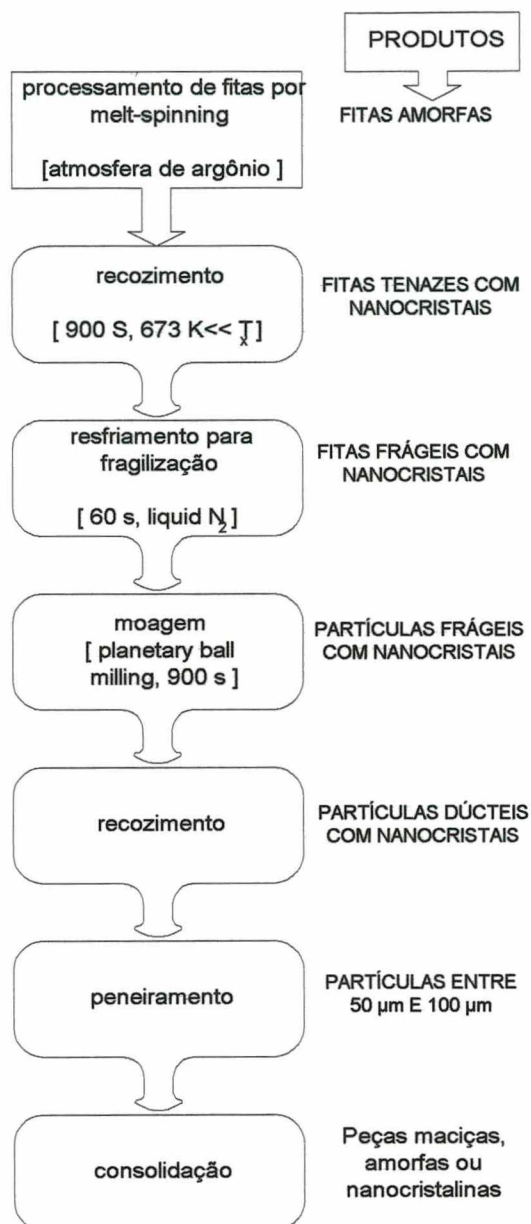 PRODUTOS
processamento de fitas por
melt-spinning
[atmosfera de argônio ]
FITAS AMORFAS
recozimento
[ 900 S, 673 K<< Tx]
FITAS TENAZES COM
NANOCRISTAIS
resfriamento para
fragilização
[ 60 s, liquid N2]
FITAS FRÁGEIS COM
NANOCRISTAIS
moagem
[ planetary ball
milling, 900 s ]
PARTÍCULAS FRÁGEIS
COM NANOCRISTAIS
recozimento
PARTÍCULAS DÚCTEIS
COM NANOCRISTAIS
peneiramento
PARTÍCULAS ENTRE
50 µm E 100 µm
consolidação
Peças maciças,
amorfas ou
nanocristalinas